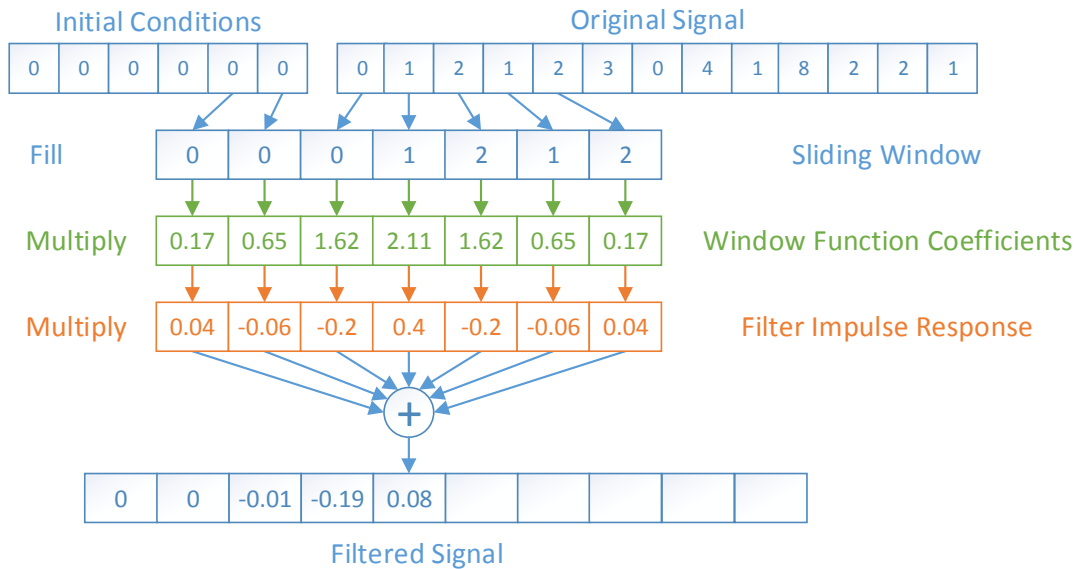 Initial Conditions Original Signal
0 0 0 0 0 0 0 1 2 1 2 3 0 4 1 8 2 2 1
Fill 0 0 0 1 2 1 2 Sliding Window
Multiply 0.17 0.65 1.62 2.11 1.62 0.65 0.17 Window Function Coefficients
Multiply 0.04 -0.06 -0.2 0.4 -0.2 -0.06 0.04 Filter Impulse Response
+
0 0 -0.01 -0.19 0.08
Filtered Signal